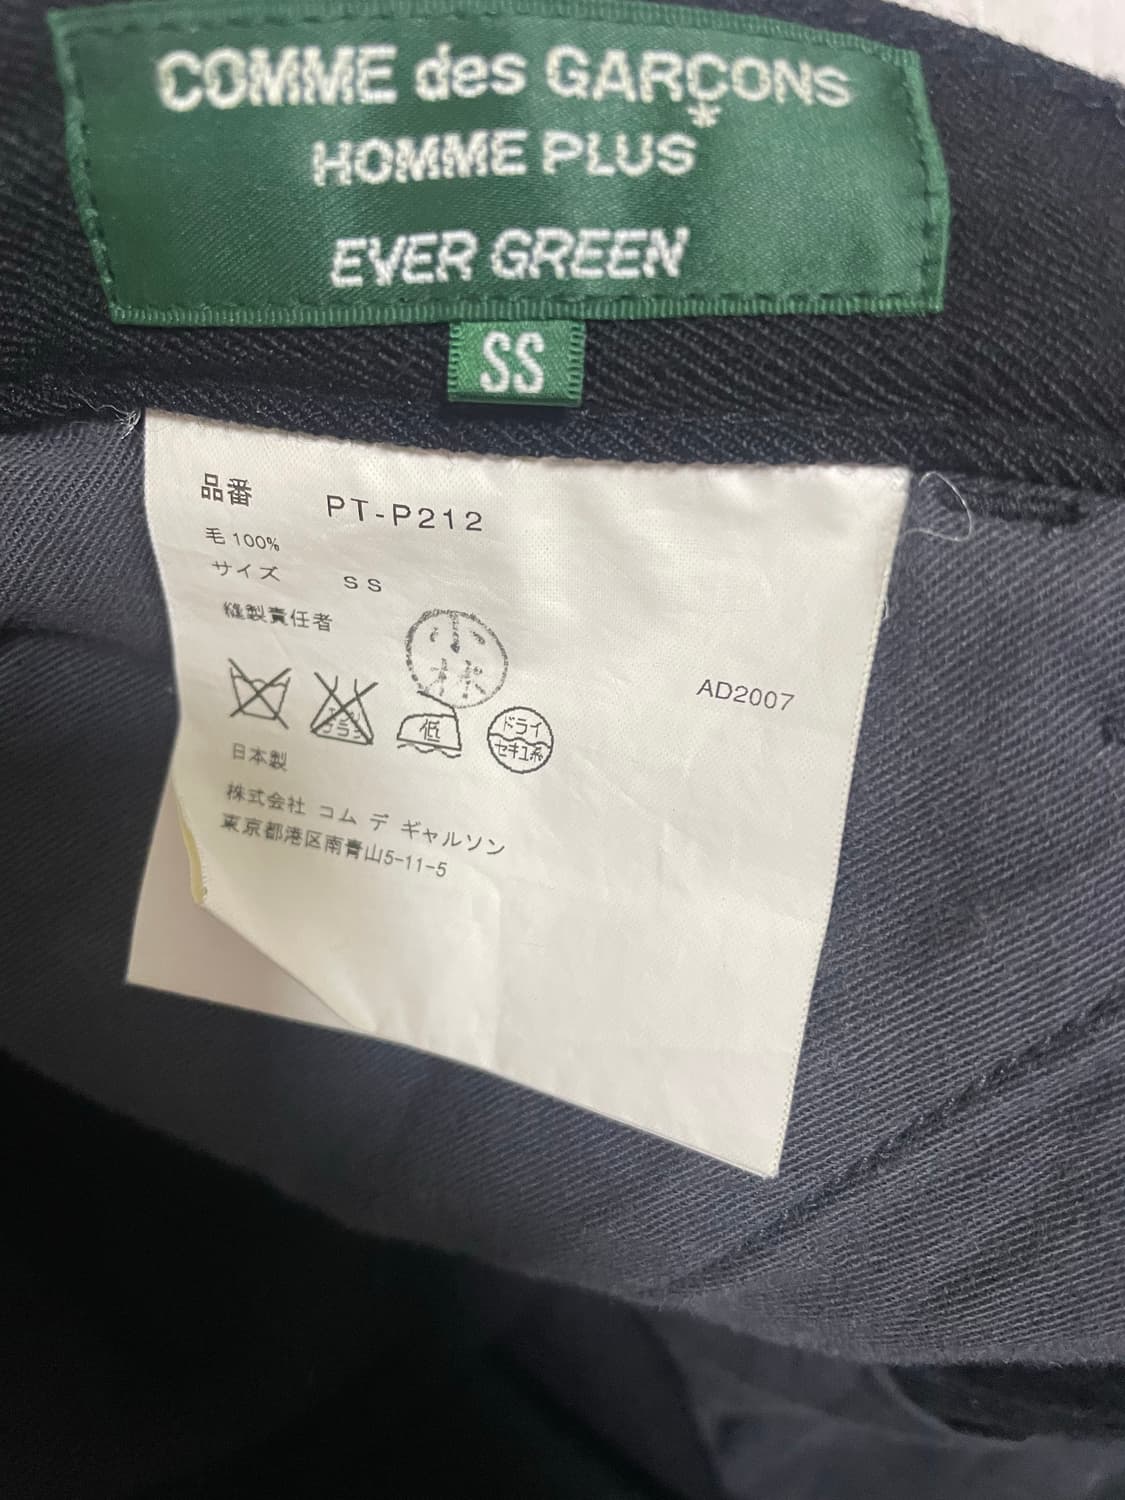 COMME des GARÇONS
HOMME PLUS*
EVER GREEN
SS
品番 PT-P212
毛 100%
サイズ SS
縫製責任者
小林
低
ドライ
セキユ系
AD2007
日本製
株式会社 コム デ ギャルソン
東京都港区南青山5-11-5